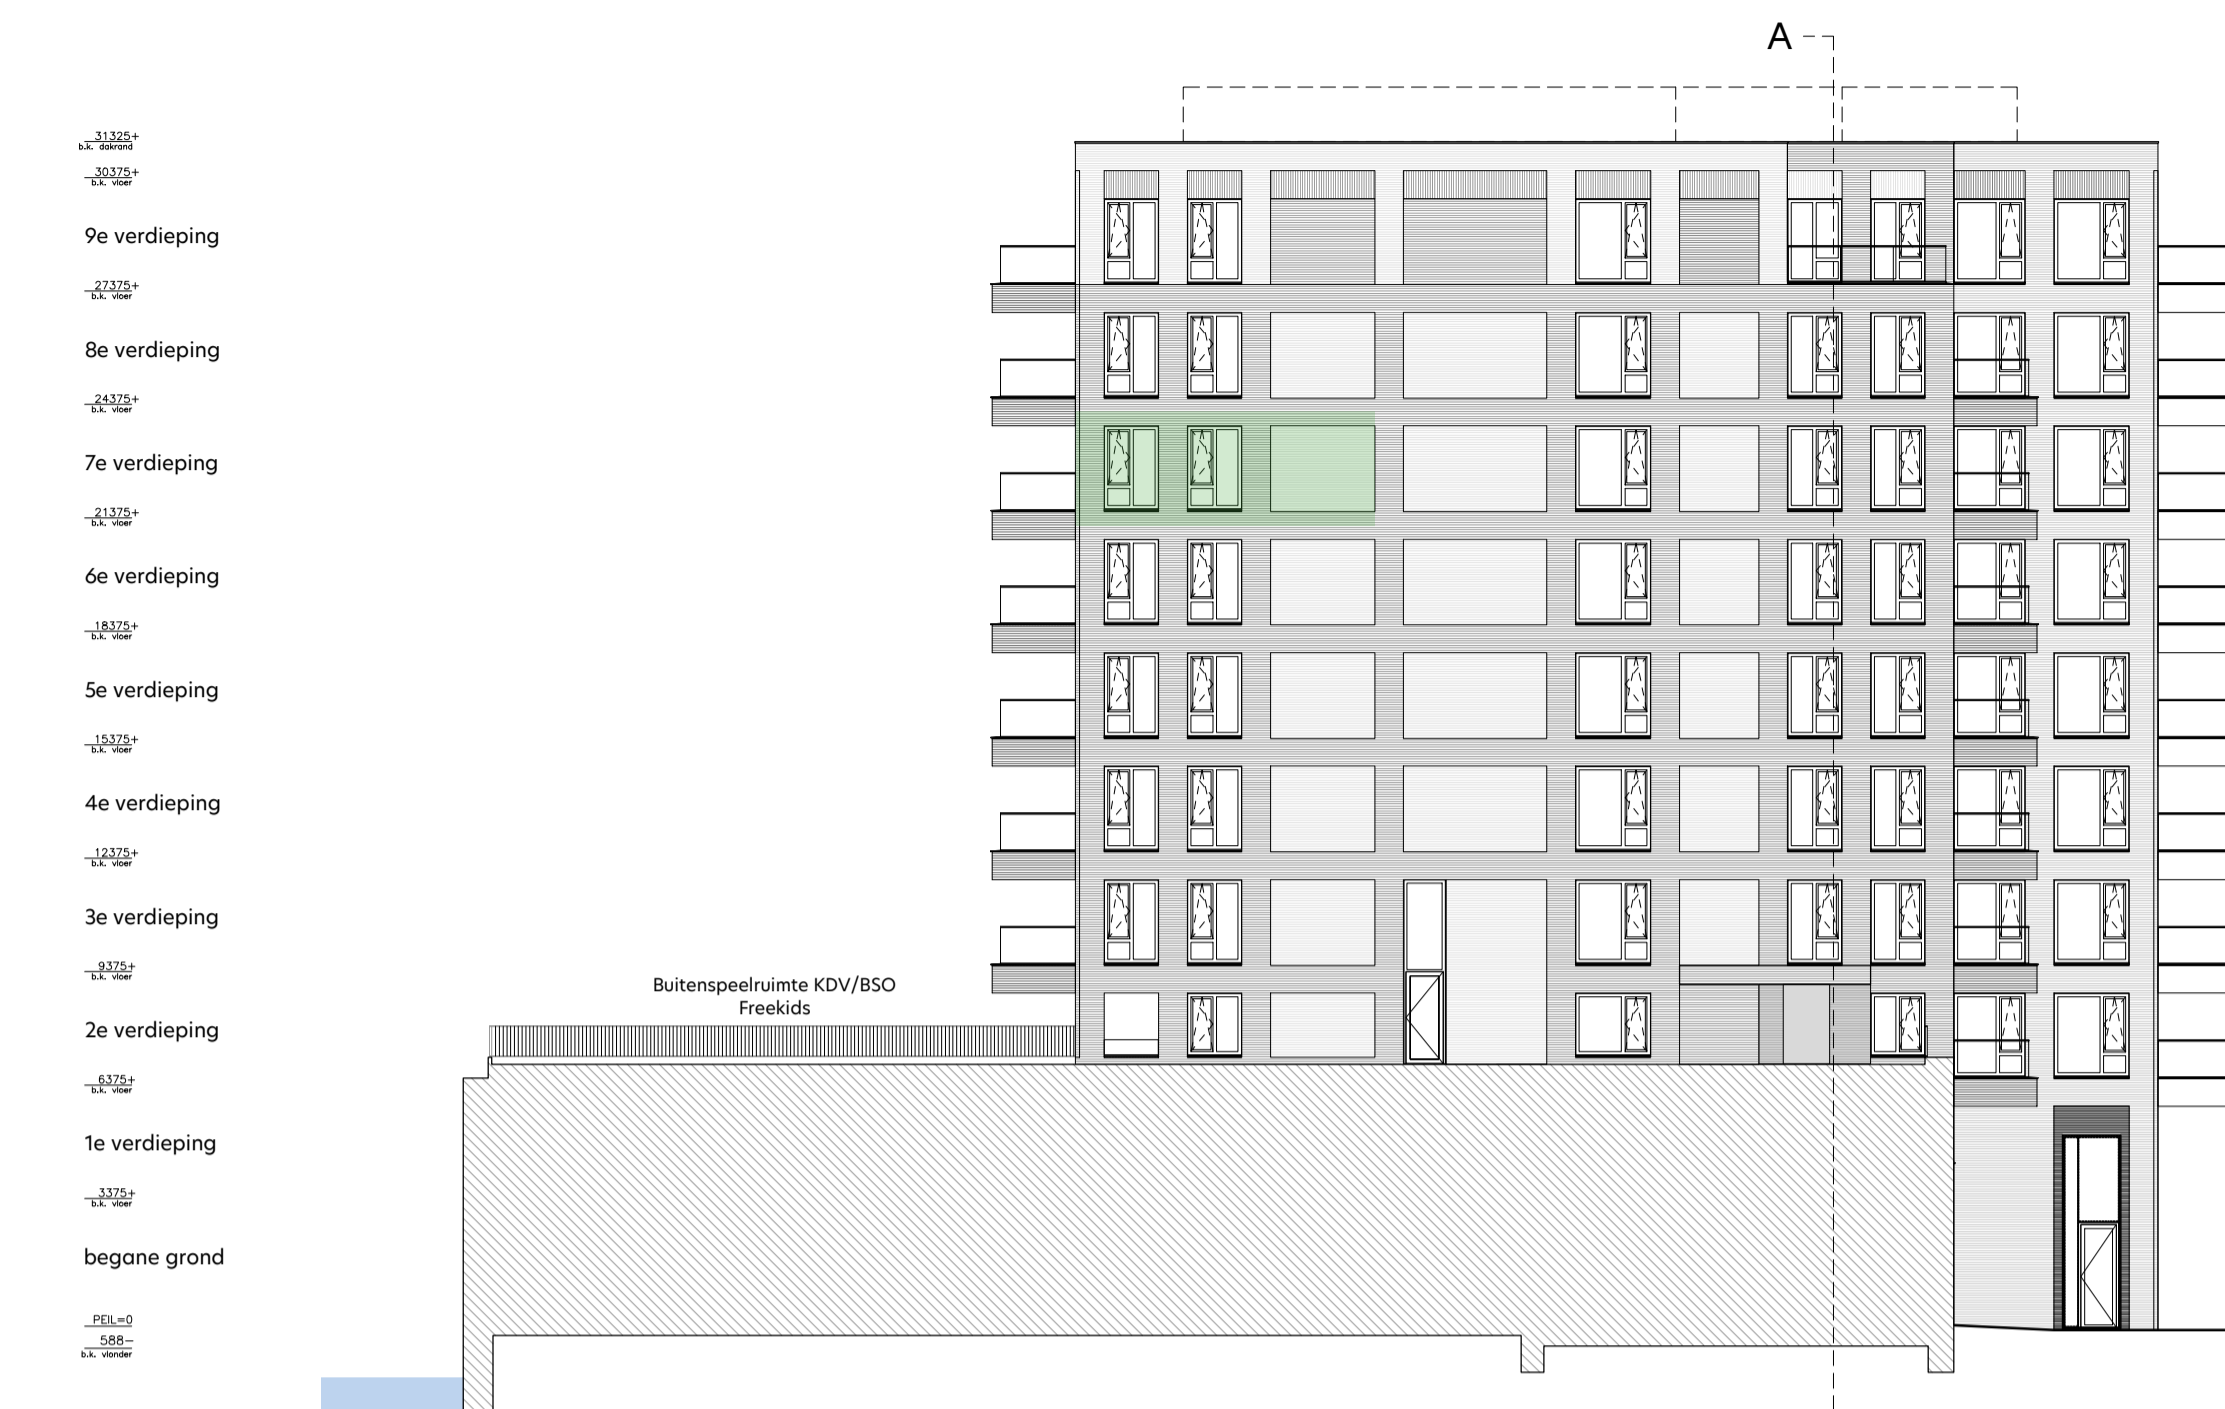 A
31325+
b.k. dakrand
30375+
b.k. vloer
9e verdieping
27375+
b.k. vloer
8e verdieping
24375+
b.k. vloer
7e verdieping
21375+
b.k. vloer
6e verdieping
18375+
b.k. vloer
5e verdieping
15375+
b.k. vloer
4e verdieping
12375+
b.k. vloer
3e verdieping
9375+
b.k. vloer
Buitenspeelruimte KDV/BSO
Freekids
2e verdieping
6375+
b.k. vloer
1e verdieping
3375+
b.k. vloer
begane grond
PEIL=0
588-
b.k. vlonder